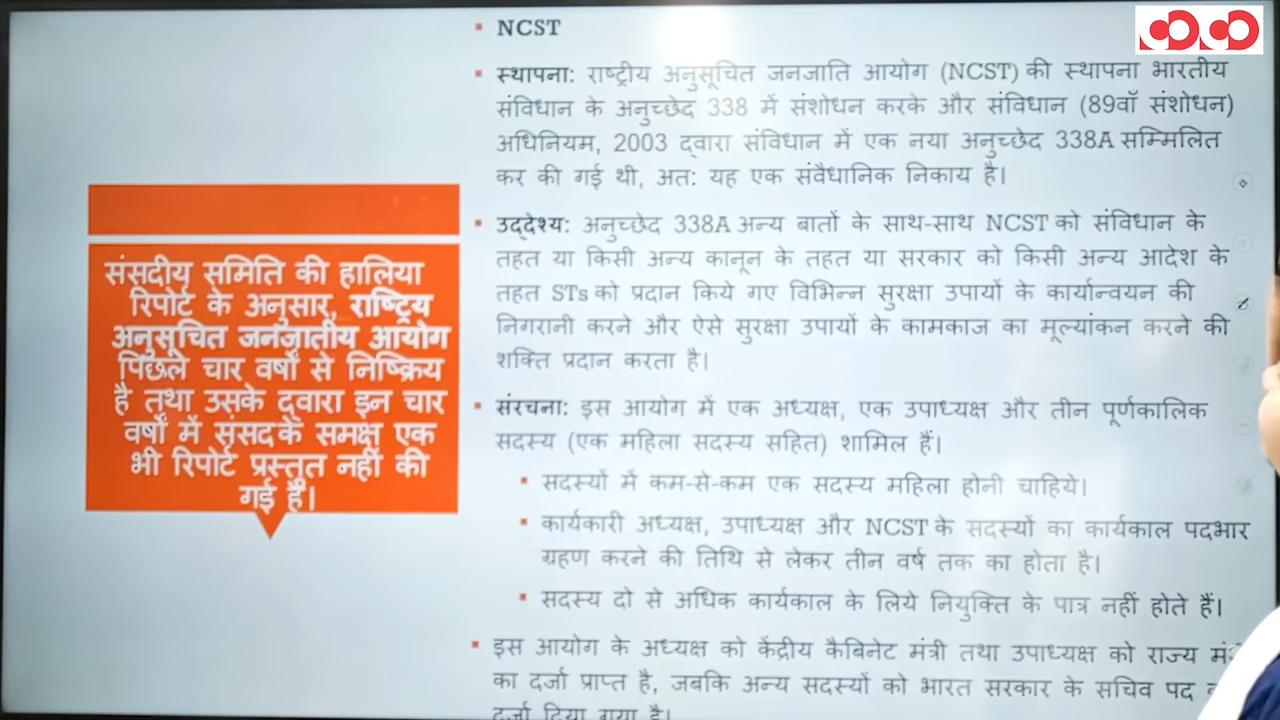 संसदीय समिति की हालिया
रिपोर्ट के अनुसार, राष्ट्रिय
अनुसूचित जनजातीय आयोग
पिछले चार वर्षों से निष्क्रिय
है तथा उसके द्वारा इन चार
वर्षों में संसद के समक्ष एक
भी रिपोर्ट प्रस्तुत नहीं की
गई है।
NCST
स्थापना: राष्ट्रीय अनुसूचित जनजाति आयोग (NCST) की स्थापना भारतीय
संविधान के अनुच्छेद 338 में संशोधन करके और संविधान (89वाँ संशोधन)
अधिनियम, 2003 द्वारा संविधान में एक नया अनुच्छेद 338A सम्मिलित
कर की गई थी, अत: यह एक संवैधानिक निकाय है।
उद्देश्य: अनुच्छेद 338A अन्य बातों के साथ-साथ NCST को संविधान के
तहत या किसी अन्य कानून के तहत या सरकार को किसी अन्य आदेश के
तहत STs को प्रदान किये गए विभिन्न सुरक्षा उपायों के कार्यान्वयन की
निगरानी करने और ऐसे सुरक्षा उपायों के कामकाज का मूल्यांकन करने की
शक्ति प्रदान करता है।
संरचना: इस आयोग में एक अध्यक्ष, एक उपाध्यक्ष और तीन पूर्णकालिक
सदस्य (एक महिला सदस्य सहित) शामिल हैं।
सदस्यों में कम-से-कम एक सदस्य महिला होनी चाहिये।
कार्यकारी अध्यक्ष, उपाध्यक्ष और NCST के सदस्यों का कार्यकाल पदभार
ग्रहण करने की तिथि से लेकर तीन वर्ष तक का होता है।
सदस्य दो से अधिक कार्यकाल के लिये नियुक्ति के पात्र नहीं होते हैं।
इस आयोग के अध्यक्ष को केंद्रीय कैबिनेट मंत्री तथा उपाध्यक्ष को राज्य
का दर्जा प्राप्त है, जबकि अन्य सदस्यों को भारत सरकार के सचिव पद
दर्जा दिया गया है।